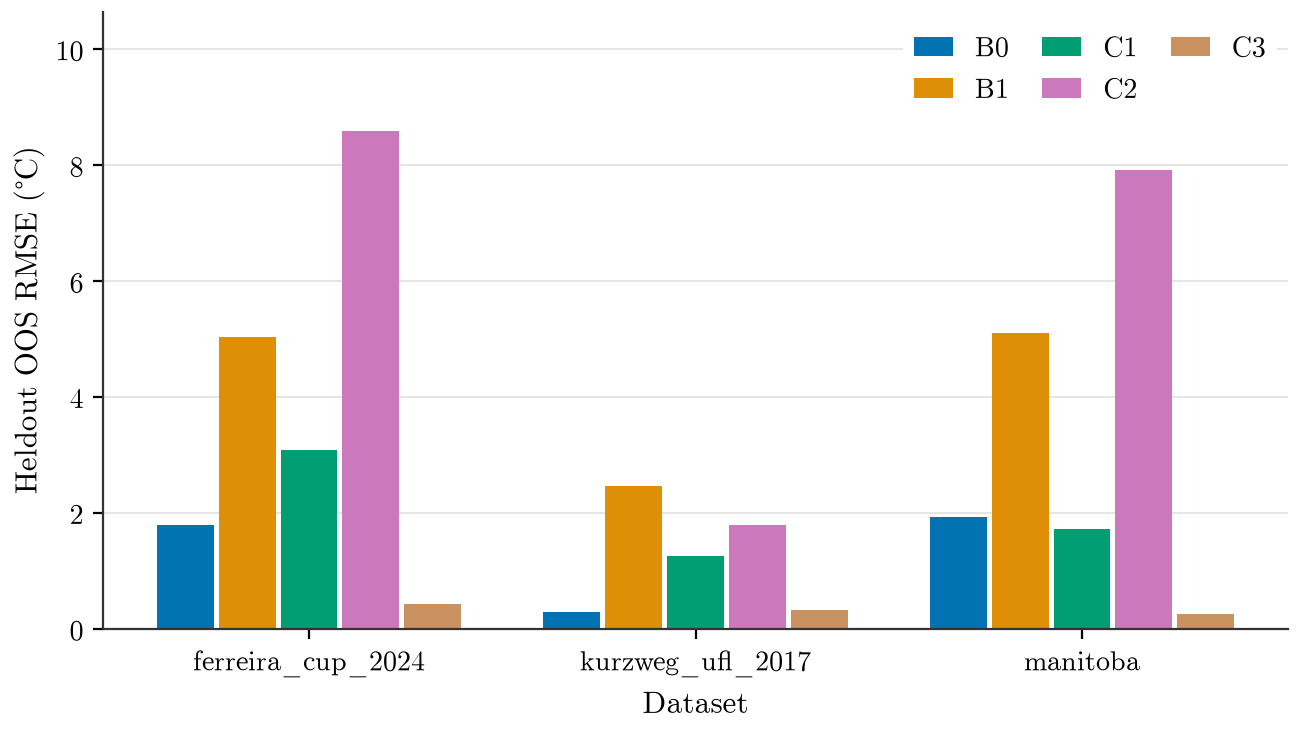 Heldout OOS RMSE (°C)
10
8
6
4
2
0
B0
C1
C3
B1
C2
ferreira_cup_2024
kurzweg_ufl_2017
manitoba
Dataset